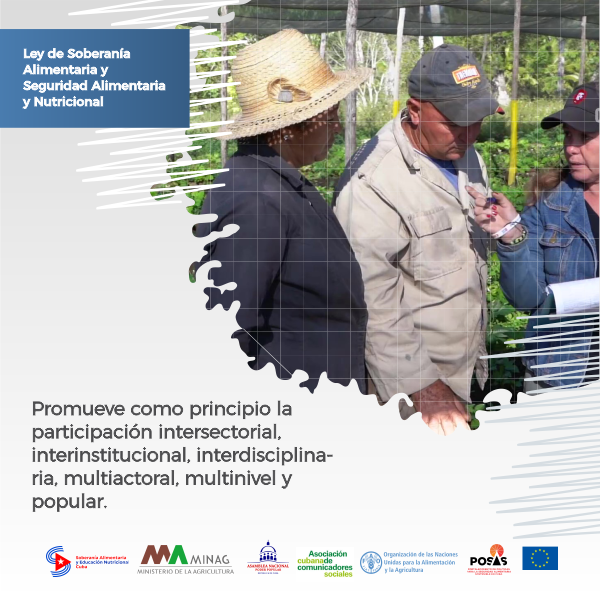 Ley de Soberanía
Alimentaria y
Seguridad Alimentaria
y Nutricional
Promueve como principio la
participación intersectorial,
interinstitucional, interdisciplina-
ria, multiactoral, multinivel y
popular.
Soberanía Alimentaria
y Educación Nutricional
Cuba
MINAG
MINISTERIO DE LA AGRICULTURA
ASAMBLEA NACIONAL
PODER POPULAR
Asociación
cubanade
comunicadores
sociales
Organización de las Naciones
Unidas para la Alimentación
y la Agricultura
POSAS